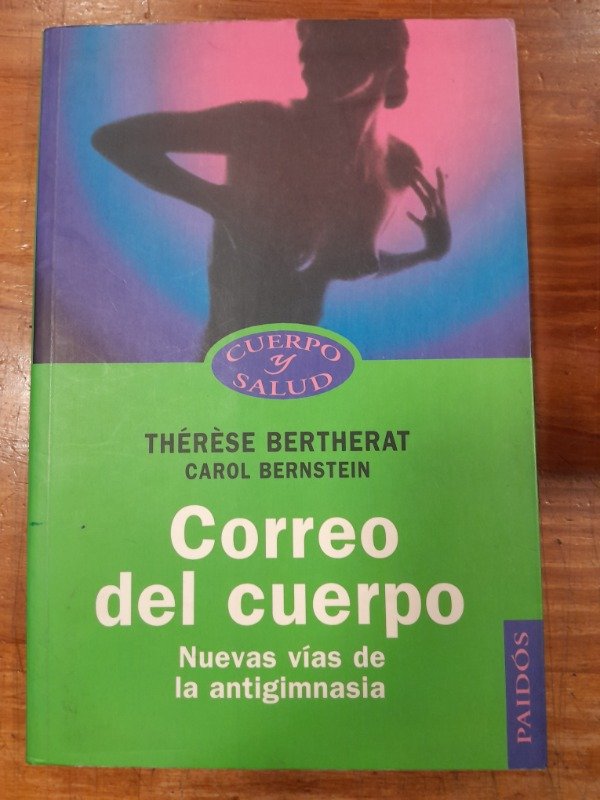 CUERPO
y
SALUD
THÉRÈSE BERTHERAT
CAROL BERNSTEIN
Correo
del cuerpo
Nuevas vías de
la antigimnasia
PAIDÓS